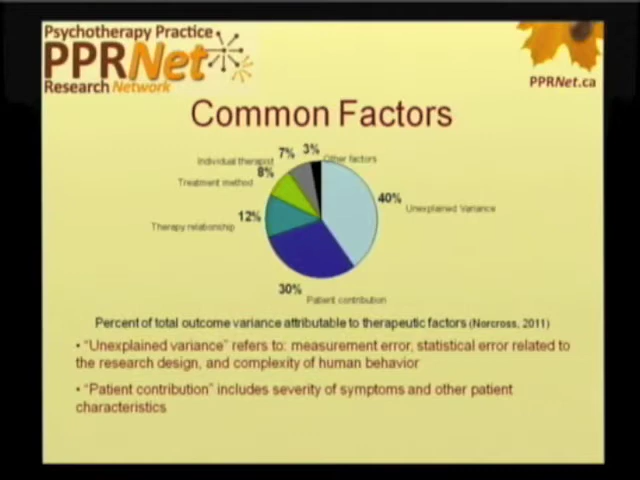 Psychotherapy Practice
PPRNet
Research Network
PPRNet.ca
Common Factors
7% 3%
Individual therapist
Other factors
8%
Treatment method
40%
Unexplained Variance
12%
Therapy relationship
30%
Patient contribution
Percent of total outcome variance attributable to therapeutic factors (Norcross, 2011)
• “Unexplained variance” refers to: measurement error, statistical error related to
the research design, and complexity of human behavior
• “Patient contribution” includes severity of symptoms and other patient
characteristics